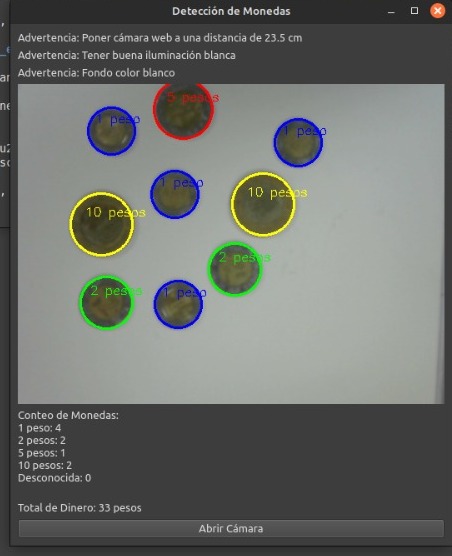 Detección de Monedas
Advertencia: Poner cámara web a una distancia de 23.5 cm
Advertencia: Tener buena iluminación blanca
Advertencia: Fondo color blanco
5 pesos
1 peso
1 peso
1 peso
10 pesos
10 pesos
2 pesos
2 pesos
1 peso
Conteo de Monedas:
1 peso: 4
2 pesos: 2
5 pesos: 1
10 pesos: 2
Desconocida: 0
Total de Dinero: 33 pesos
Abrir Cámara